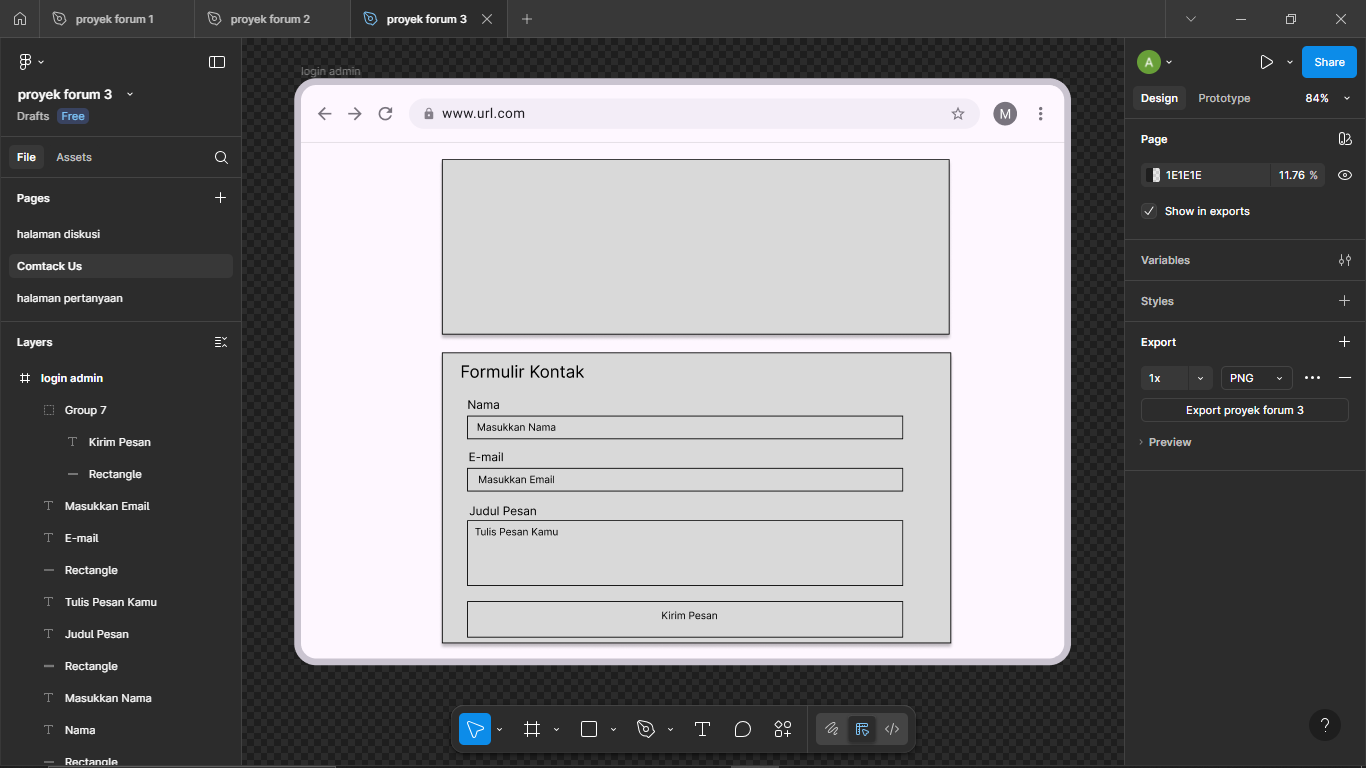 proyek forum 1
proyek forum 2
proyek forum 3
proyek forum 3
Drafts Free
File Assets
Pages
halaman diskusi
Comtack Us
halaman pertanyaan
Layers
login admin
Group 7
Kirim Pesan
Rectangle
Masukkan Email
E-mail
Rectangle
Tulis Pesan Kamu
Judul Pesan
Rectangle
Masukkan Nama
Nama
Rectangle
login admin
www.url.com
M
Formulir Kontak
Nama
Masukkan Nama
E-mail
Masukkan Email
Judul Pesan
Tulis Pesan Kamu
Kirim Pesan
A
Share
Design Prototype 84%
Page
1E1E1E 11.76 %
Show in exports
Variables
Styles
Export
1x PNG
Export proyek forum 3
Preview
?